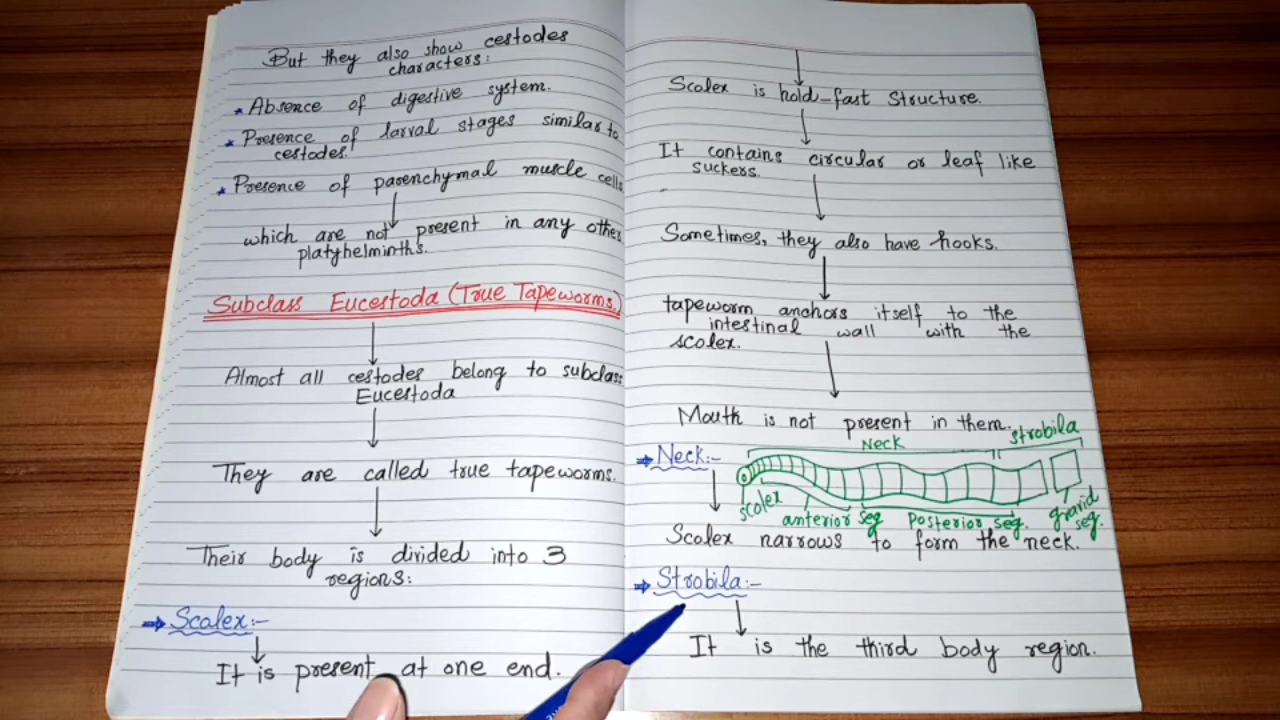 But they also show cestodes
characters:
* Absence of digestive system.
* Presence of larval stages similar to
cestodes.
* Presence of parenchymal muscle cells
which are not present in any other
platyhelminths.
Subclass Eucestoda (True Tapeworms)
Almost all cestodes belong to subclass
Eucestoda
They are called true tapeworms.
Their body is divided into 3
regions:
Scalex:-
It is present at one end.
Scolex is hold-fast structure.
It contains circular or leaf like
suckers.
Sometimes, they also have hooks.
tapeworm anchors itself to the
intestinal wall with the
scolex.
Mouth is not present in them.
Neck:-
Neck
strobila
scolex
anterior seg
posterior seg.
gravid
seg.
Scolex narrows to form the neck.
Strobila:-
It is the third body region.